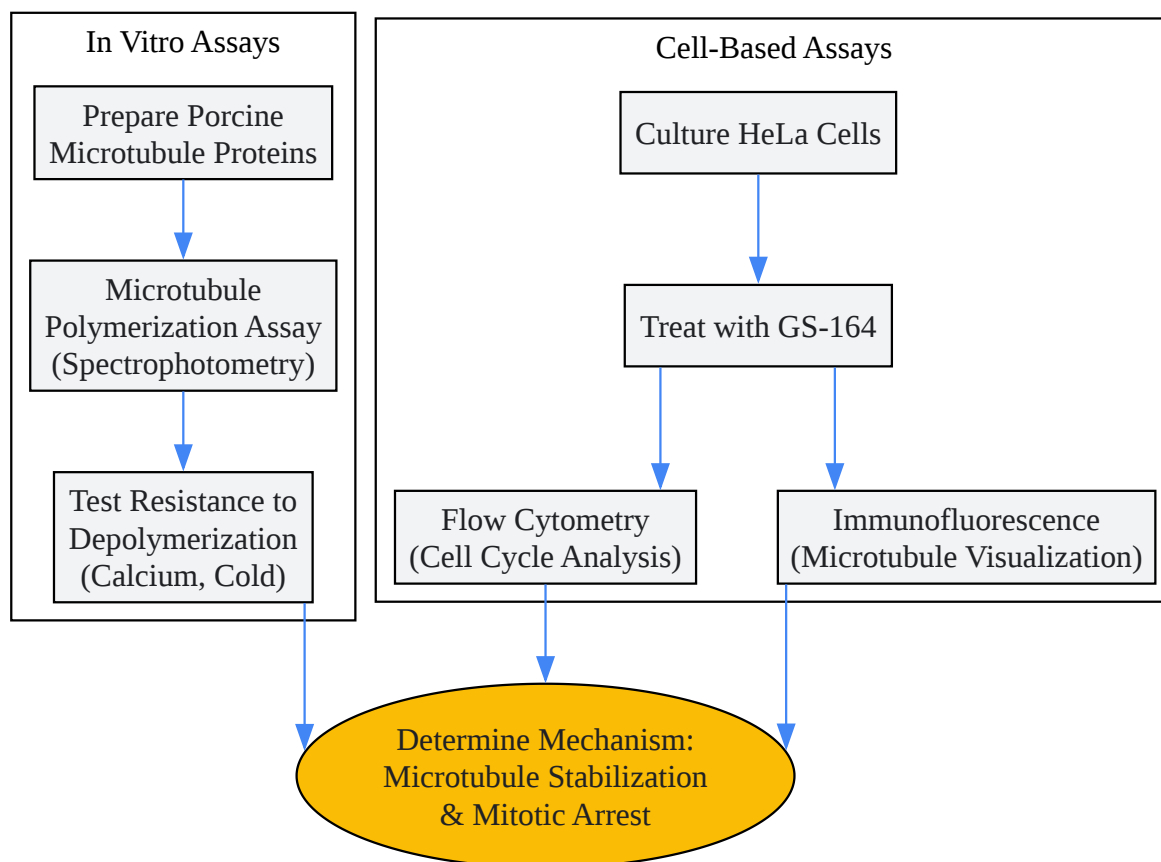 In Vitro Assays
Prepare Porcine
Microtubule Proteins
Microtubule
Polymerization Assay
(Spectrophotometry)
Test Resistance to
Depolymerization
(Calcium, Cold)
Cell-Based Assays
Culture HeLa Cells
Treat with GS-164
Flow Cytometry
(Cell Cycle Analysis)
Immunofluorescence
(Microtubule Visualization)
Determine Mechanism:
Microtubule Stabilization
& Mitotic Arrest